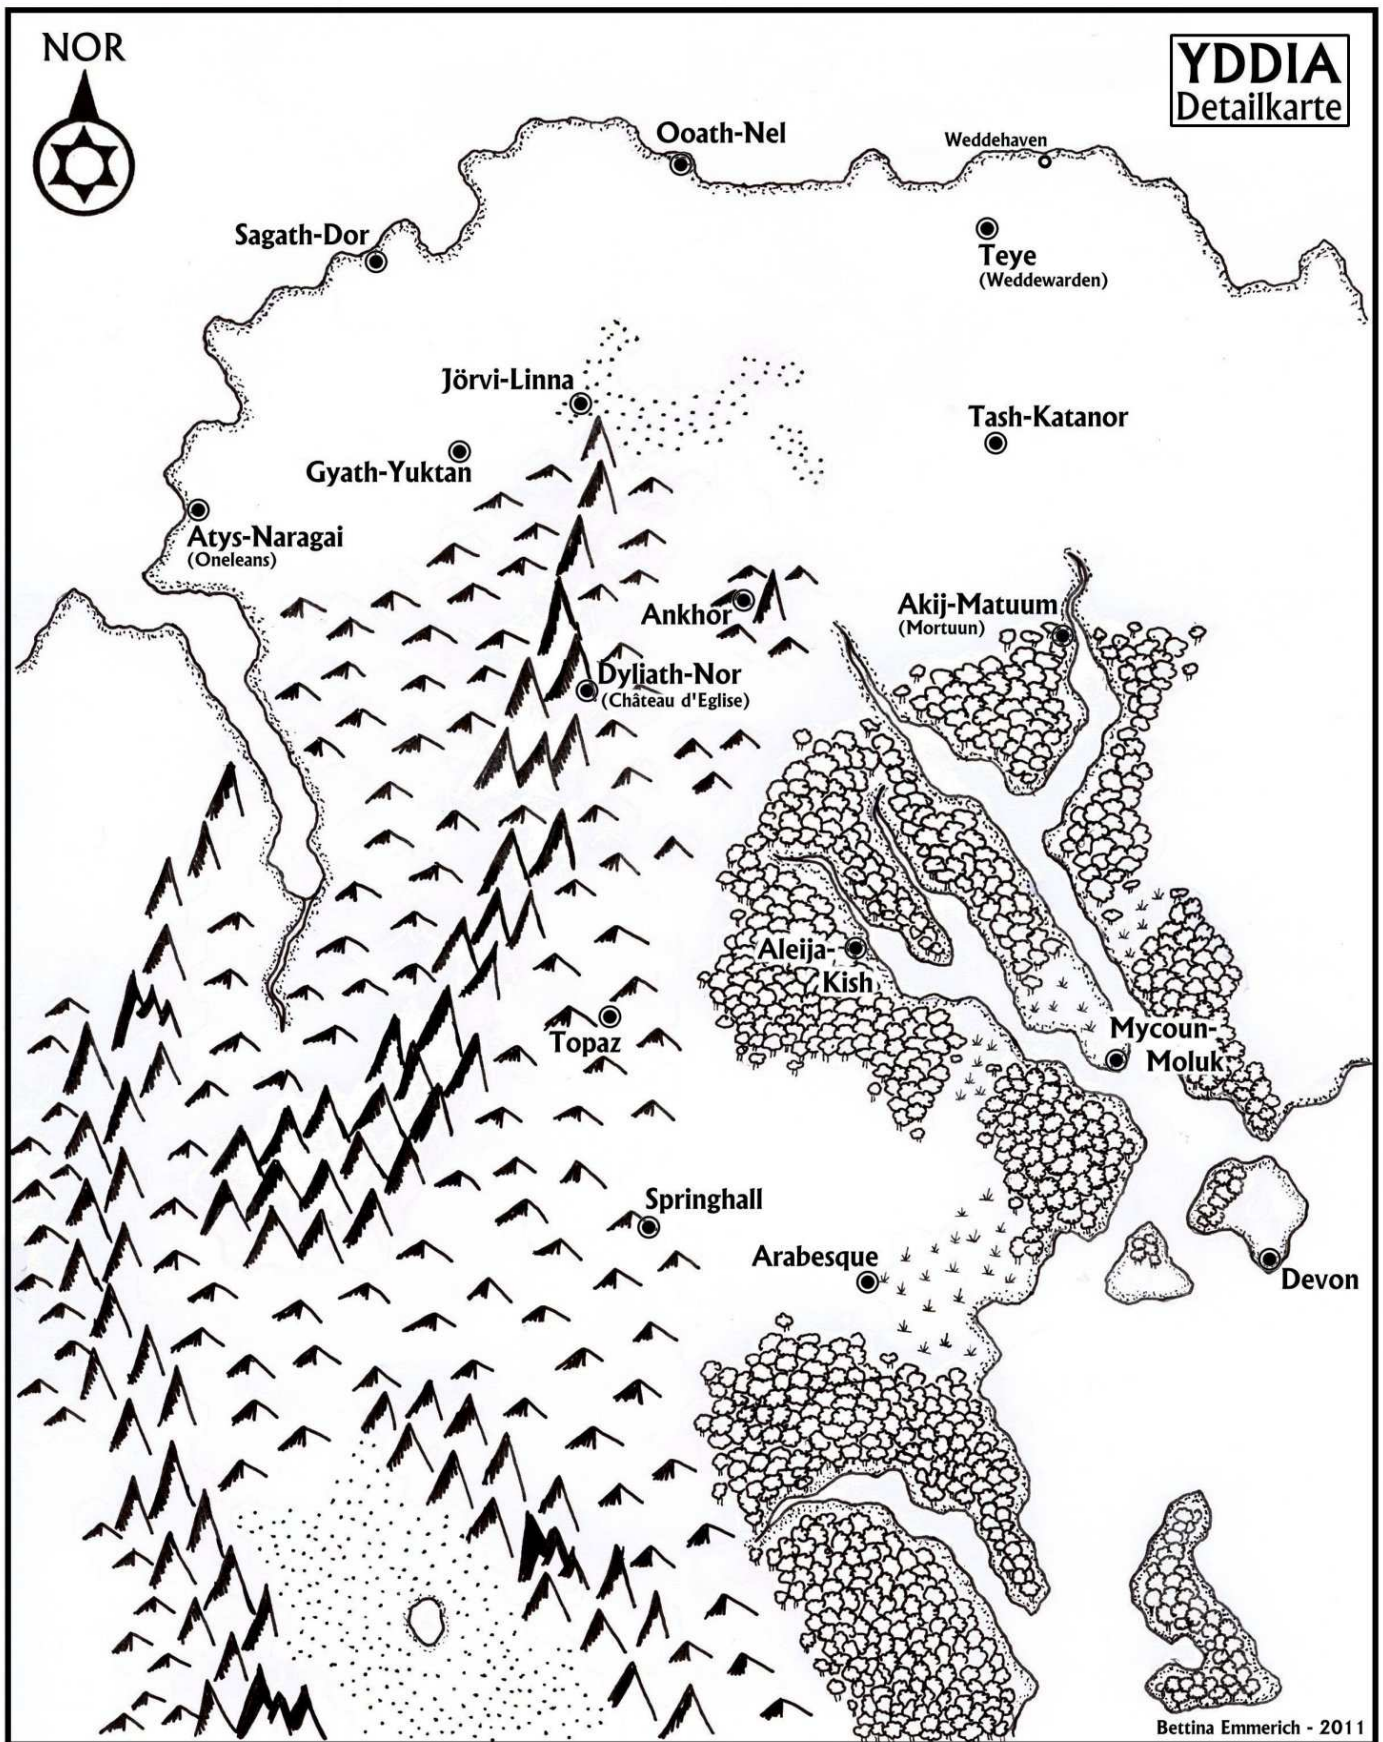 NOR
YDDIA
Detailkarte
Ooath-Nel
Weddehaven
Sagath-Dor
Teye
(Weddewarden)
Jörvi-Linna
Tash-Katanor
Gyath-Yuktan
Atys-Naragai
(Oneleans)
Ankhor
Akij-Matuum
(Mortuun)
Dyliath-Nor
(Château d'Eglise)
Aleija-
Kish
Topaz
Mycoun-
Moluk
Springhall
Arabesque
Devon
Bettina Emmerich - 2011